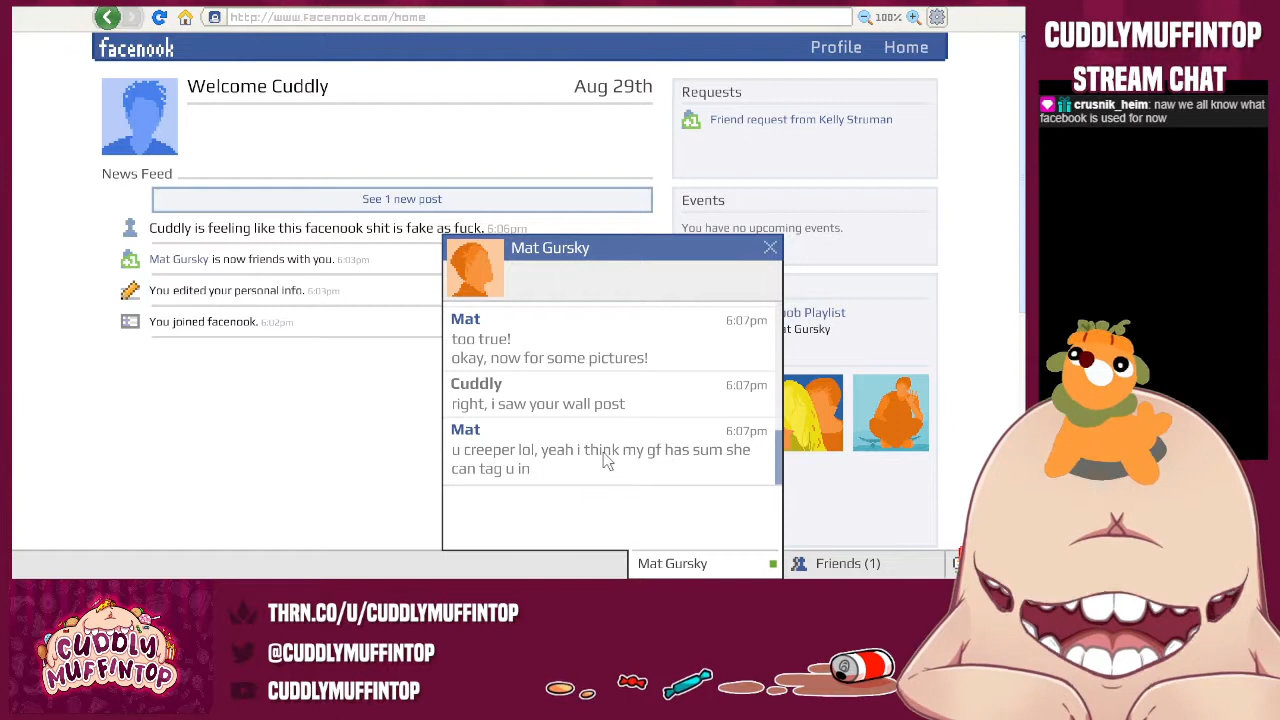 http://www.Facenook.com/home
100%
facenook
Profile
Home
Welcome Cuddly
Aug 29th
News Feed
See 1 new post
Cuddly is feeling like this facenook shit is fake as fuck. 6:06pm
Mat Gursky is now friends with you. 6:03pm
You edited your personal info. 6:03pm
You joined facenook. 6:02pm
Requests
+1 Friend request from Kelly Struman
Events
You have no upcoming events.
oob Playlist
at Gursky
Mat Gursky
Mat 6:07pm
too true!
okay, now for some pictures!
Cuddly 6:07pm
right, i saw your wall post
Mat 6:07pm
u creeper lol, yeah i think my gf has sum she
can tag u in
Mat Gursky
Friends (1)
CUDDLYMUFFINTOP
STREAM CHAT
crusnik_heim: naw we all know what
facebook is used for now
CUDDLY
MUFFINTOP
THRN.CO/U/CUDDLYMUFFINTOP
@CUDDLYMUFFINTOP
CUDDLYMUFFINTOP